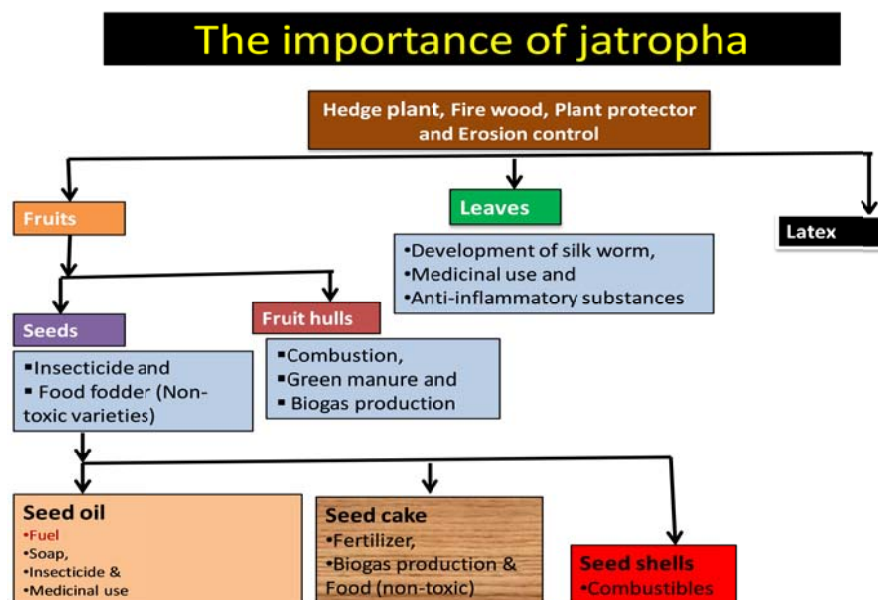 The importance of jatropha
Hedge plant, Fire wood, Plant protector
and Erosion control
Fruits
Leaves
•Development of silk worm,
•Medicinal use and
•Anti-inflammatory substances
Latex
Seeds
▪Insecticide and
▪ Food fodder (Non-
toxic varieties)
Fruit hulls
▪Combustion,
▪Green manure and
▪ Biogas production
Seed oil
•Fuel
•Soap,
•Insecticide &
•Medicinal use
Seed cake
•Fertilizer,
•Biogas production &
Food (non-toxic)
Seed shells
•Combustibles